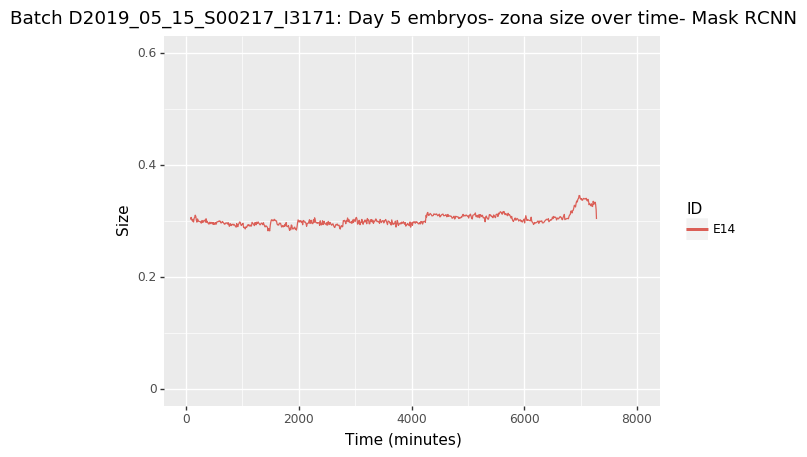 Batch D2019_05_15_S00217_I3171: Day 5 embryos- zona size over time- Mask RCNN
0.6
0.4
0.2
0
Size
0 2000 4000 6000 8000
Time (minutes)
ID
E14